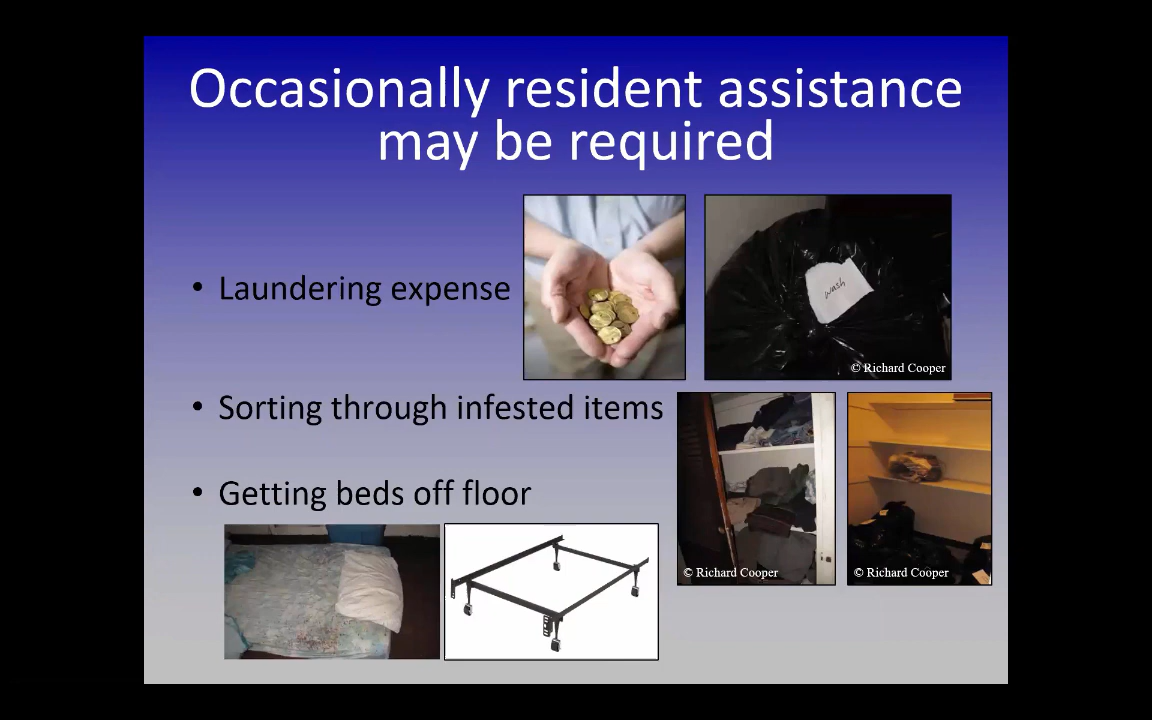 Occasionally resident assistance
may be required
• Laundering expense
wash
© Richard Cooper
• Sorting through infested items
• Getting beds off floor
© Richard Cooper
© Richard Cooper